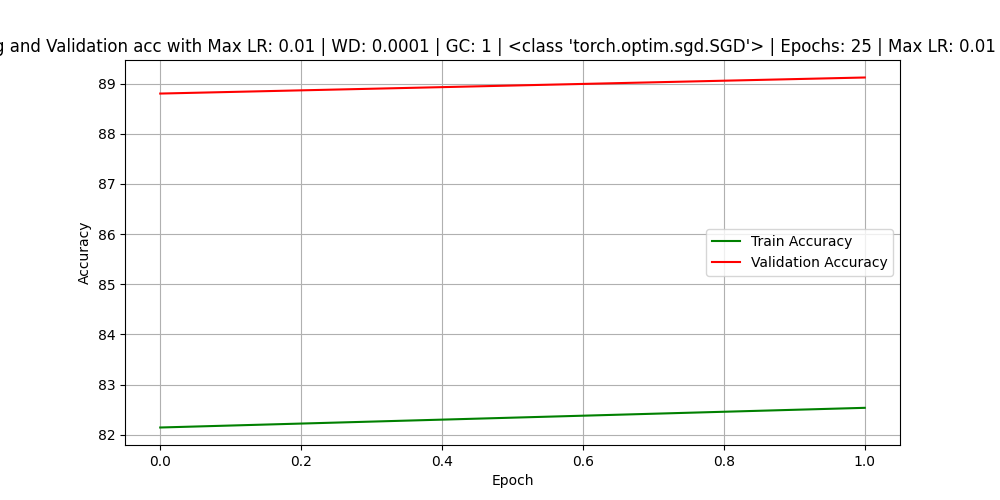 g and Validation acc with Max LR: 0.01 | WD: 0.0001 | GC: 1 | <class 'torch.optim.sgd.SGD'> | Epochs: 25 | Max LR: 0.01
89
88
87
86
85
84
83
82
Accuracy
Train Accuracy
Validation Accuracy
0.0 0.2 0.4 0.6 0.8 1.0
Epoch